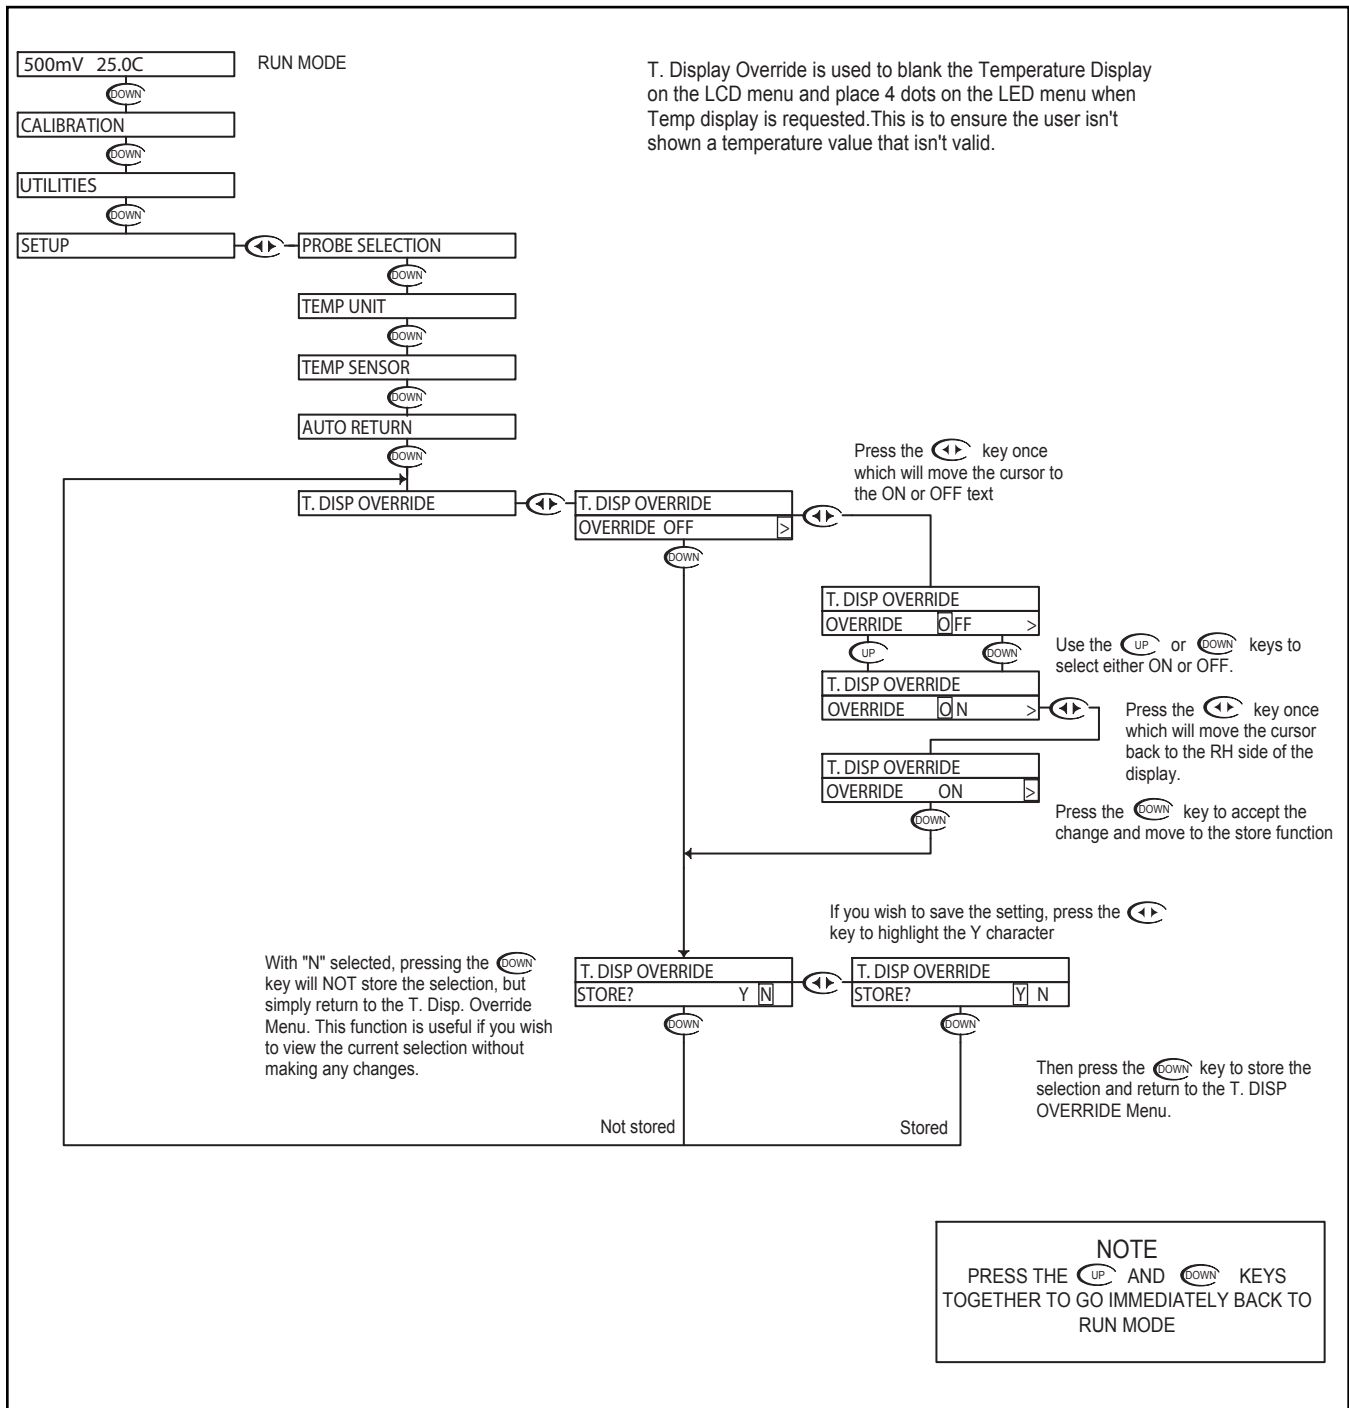 500mV 25.0C
RUN MODE
DOWN
CALIBRATION
DOWN
UTILITIES
DOWN
SETUP
T. Display Override is used to blank the Temperature Display
on the LCD menu and place 4 dots on the LED menu when
Temp display is requested.This is to ensure the user isn't
shown a temperature value that isn't valid.
PROBE SELECTION
DOWN
TEMP UNIT
DOWN
TEMP SENSOR
DOWN
AUTO RETURN
DOWN
T. DISP OVERRIDE
T. DISP OVERRIDE
OVERRIDE OFF >
DOWN
Press the key once
which will move the cursor to
the ON or OFF text
T. DISP OVERRIDE
OVERRIDE OFF >
UP DOWN
Use the UP or DOWN keys to
select either ON or OFF.
T. DISP OVERRIDE
OVERRIDE ON >
Press the key once
which will move the cursor
back to the RH side of the
display.
T. DISP OVERRIDE
OVERRIDE ON >
DOWN
Press the DOWN key to accept the
change and move to the store function
If you wish to save the setting, press the
key to highlight the Y character
With "N" selected, pressing the DOWN
key will NOT store the selection, but
simply return to the T. Disp. Override
Menu. This function is useful if you wish
to view the current selection without
making any changes.
T. DISP OVERRIDE
STORE? Y N
DOWN
T. DISP OVERRIDE
STORE? Y N
DOWN
Then press the DOWN key to store the
selection and return to the T. DISP
OVERRIDE Menu.
Not stored
Stored
NOTE
PRESS THE UP AND DOWN KEYS
TOGETHER TO GO IMMEDIATELY BACK TO
RUN MODE